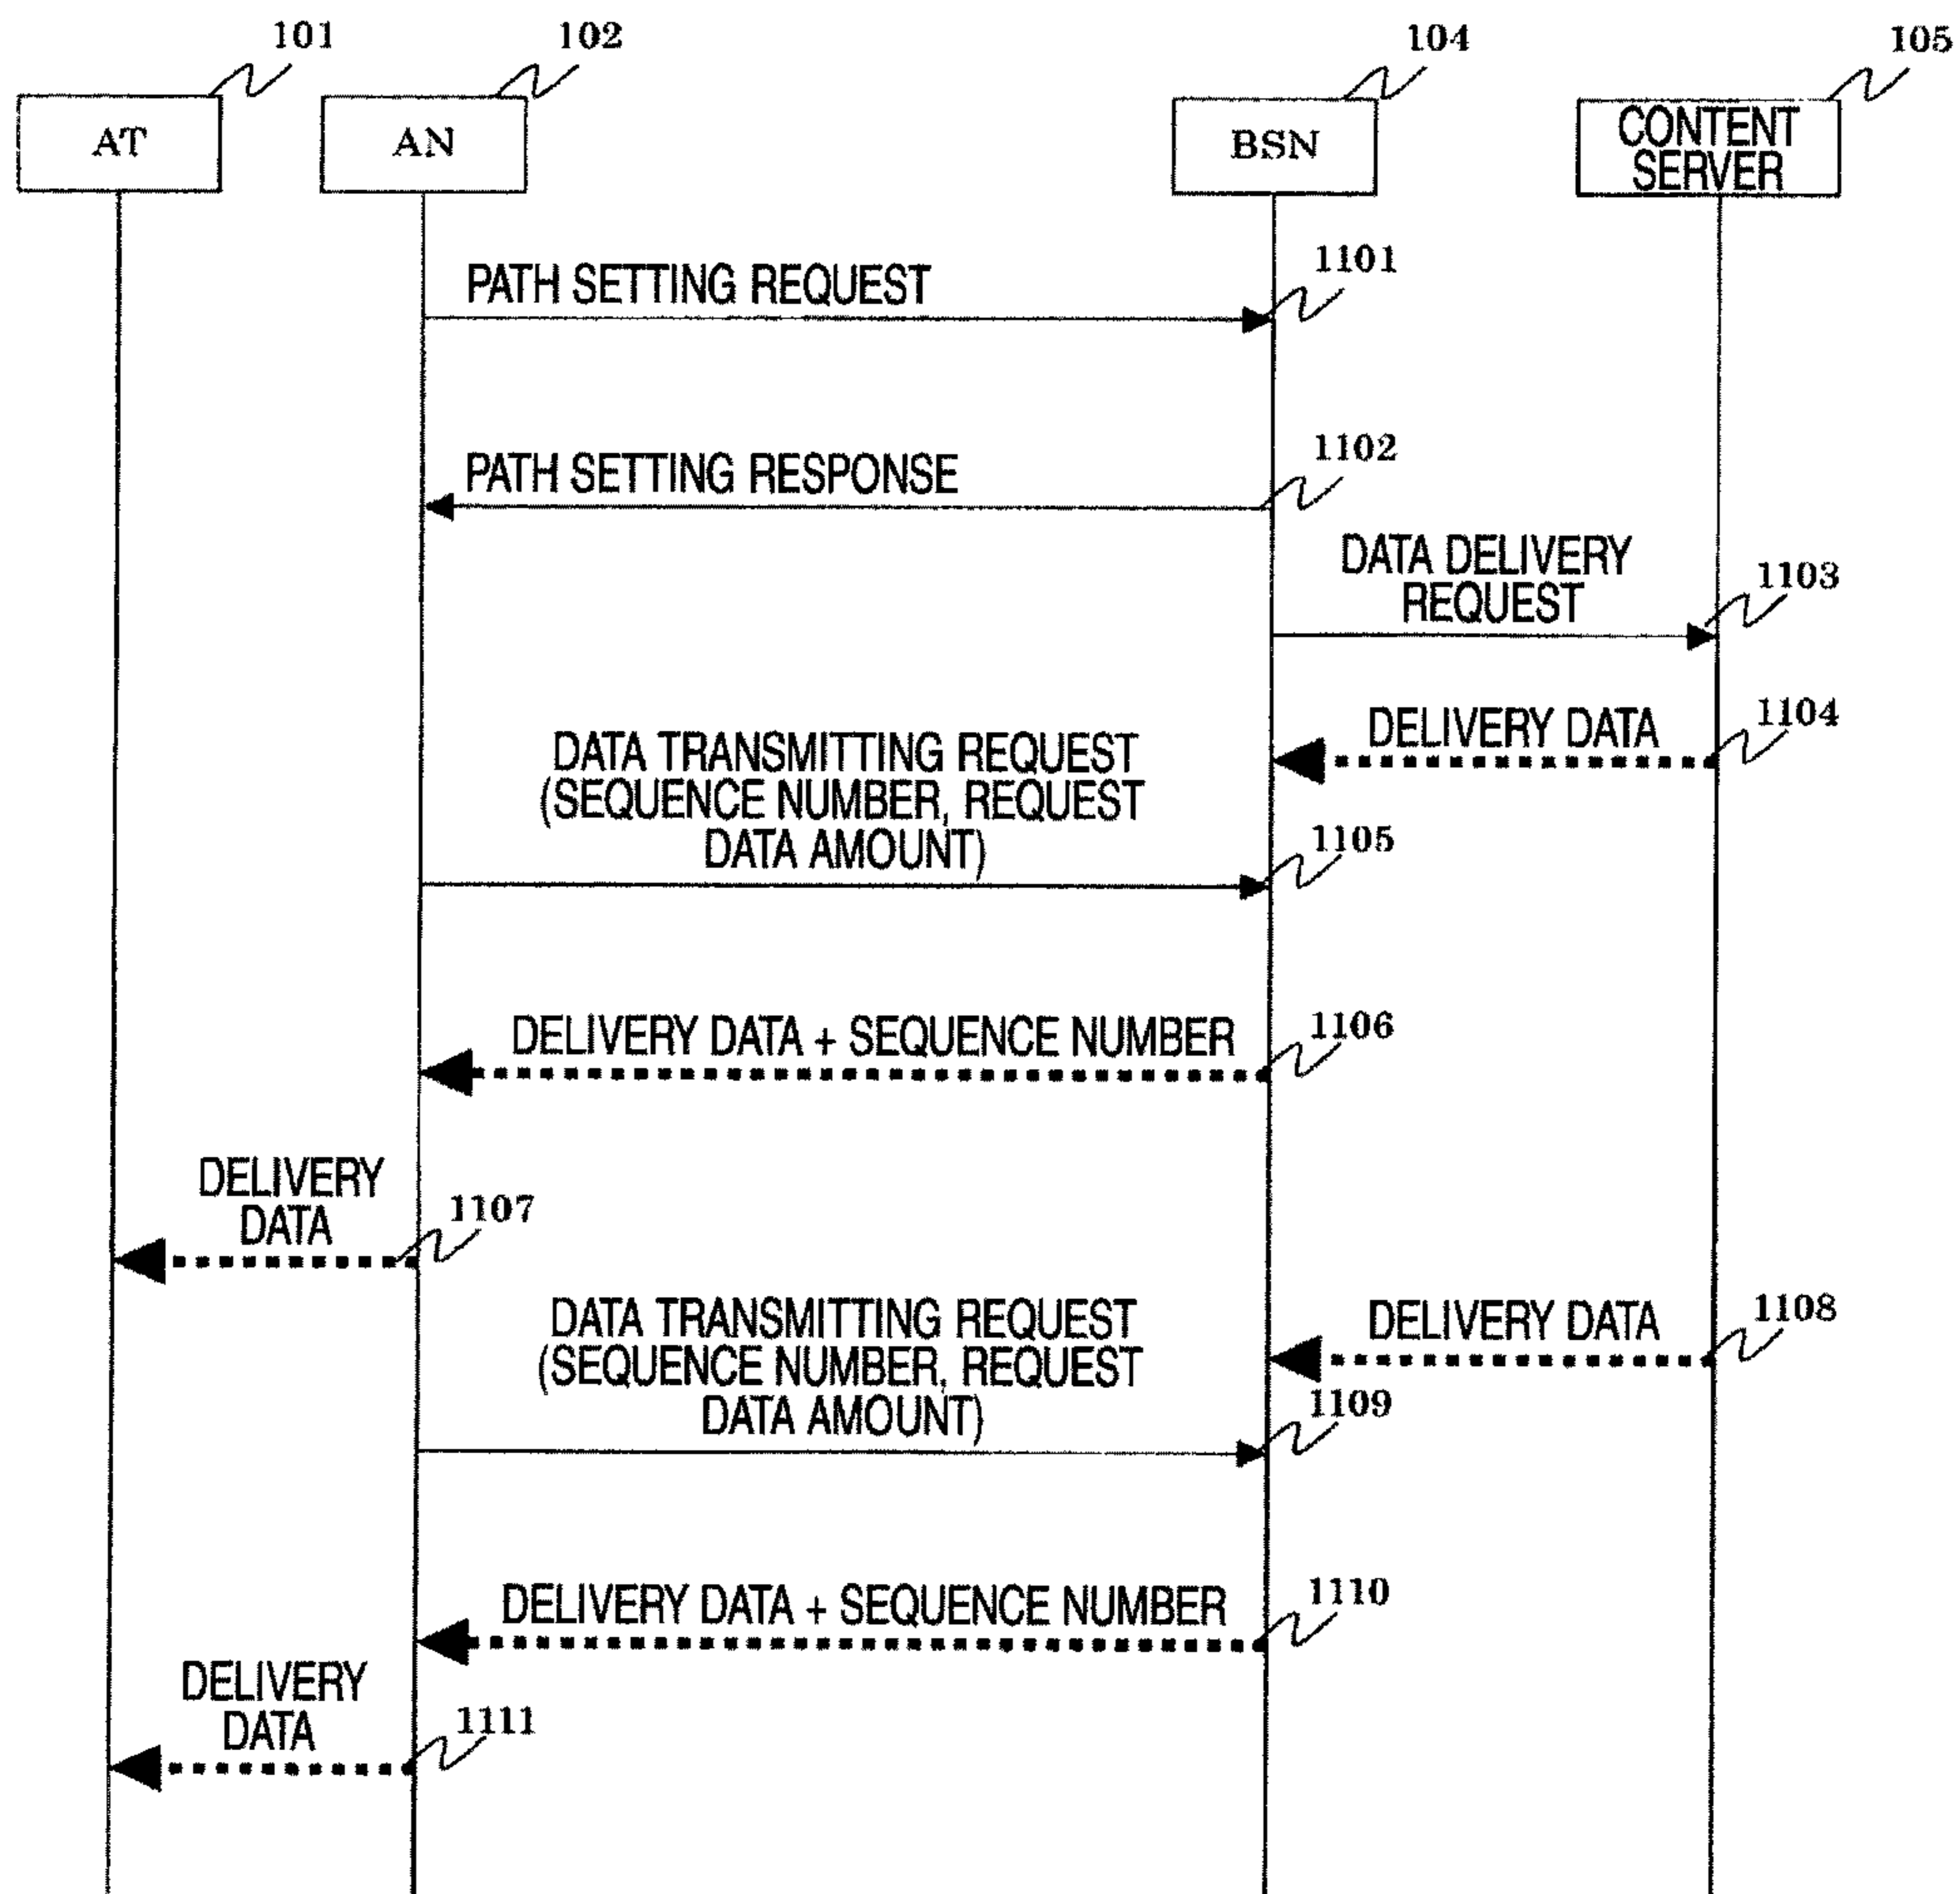 101
102
104
105
AT
AN
BSN
CONTENT
SERVER
1101
PATH SETTING REQUEST
1102
PATH SETTING RESPONSE
DATA DELIVERY
REQUEST
1103
DELIVERY DATA
1104
DATA TRANSMITTING REQUEST
(SEQUENCE NUMBER, REQUEST
DATA AMOUNT)
1105
DELIVERY DATA + SEQUENCE NUMBER
1106
DELIVERY
DATA
1107
DATA TRANSMITTING REQUEST
(SEQUENCE NUMBER, REQUEST
DATA AMOUNT)
DELIVERY DATA
1108
1109
DELIVERY DATA + SEQUENCE NUMBER
1110
DELIVERY
DATA
1111